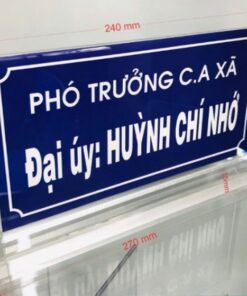 240 mm
PHÓ TRƯỞNG C.A XÃ
Đại úy: HUỲNH CHÍ NHỚ
270 mm